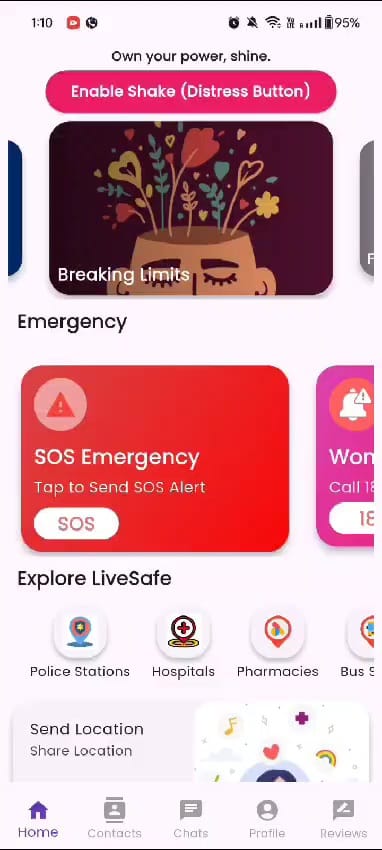 1:10
95%
Own your power, shine.
Enable Shake (Distress Button)
Breaking Limits
F
Emergency
SOS Emergency
Tap to Send SOS Alert
SOS
Wom
Call 18
18
Explore LiveSafe
Police Stations
Hospitals
Pharmacies
Bus S
Send Location
Share Location
Home
Contacts
Chats
Profile
Reviews